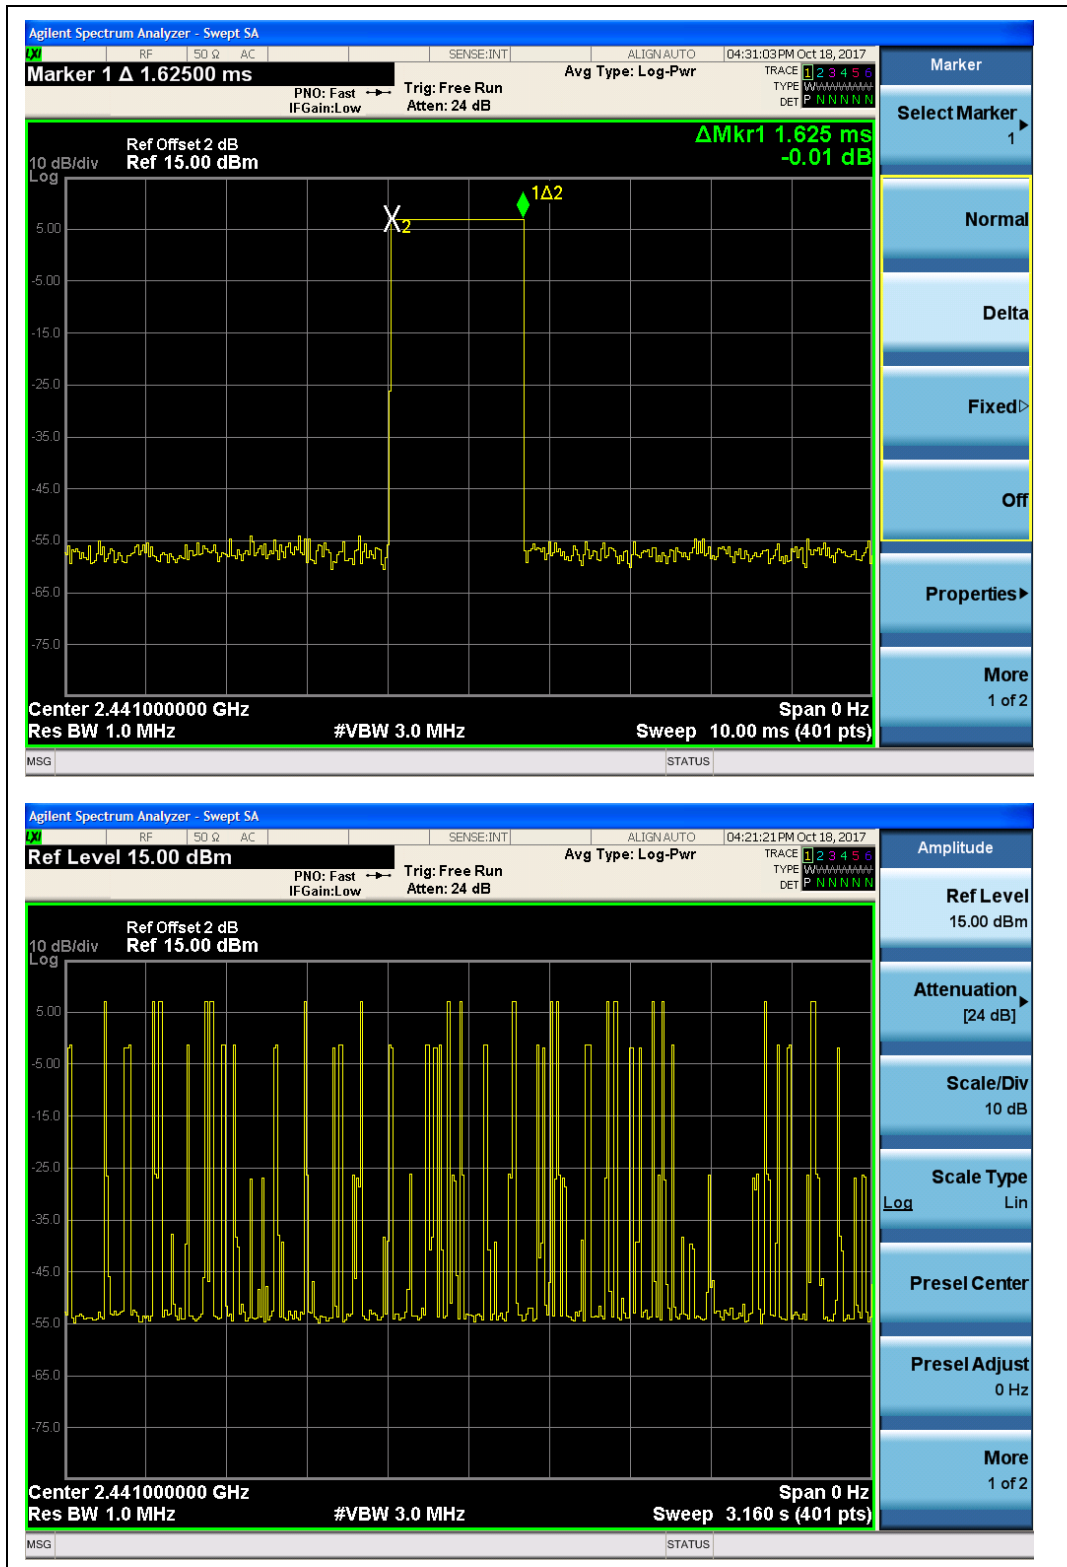 Agilent Spectrum Analyzer - Swept SA
LXI RF 50 Ω AC SENSE:INT ALIGN AUTO 04:31:03 PM Oct 18, 2017
Marker 1 Δ 1.62500 ms
PNO: Fast
IFGain:Low
Trig: Free Run
Atten: 24 dB
Avg Type: Log-Pwr
TRACE 1 2 3 4 5 6
TYPE W
DET P N N N N N
Ref Offset 2 dB
10 dB/div Ref 15.00 dBm
Log
ΔMkr1 1.625 ms
-0.01 dB
1Δ2
X2
5.00
-5.00
-15.0
-25.0
-35.0
-45.0
-55.0
-65.0
-75.0
Center 2.441000000 GHz Span 0 Hz
Res BW 1.0 MHz #VBW 3.0 MHz Sweep 10.00 ms (401 pts)
MSG STATUS
Marker
Select Marker
1
Normal
Delta
Fixed
Off
Properties
More
1 of 2
Agilent Spectrum Analyzer - Swept SA
LXI RF 50 Ω AC SENSE:INT ALIGN AUTO 04:21:21 PM Oct 18, 2017
Ref Level 15.00 dBm
PNO: Fast
IFGain:Low
Trig: Free Run
Atten: 24 dB
Avg Type: Log-Pwr
TRACE 1 2 3 4 5 6
TYPE W
DET P N N N N N
Ref Offset 2 dB
10 dB/div Ref 15.00 dBm
Log
5.00
-5.00
-15.0
-25.0
-35.0
-45.0
-55.0
-65.0
-75.0
Center 2.441000000 GHz Span 0 Hz
Res BW 1.0 MHz #VBW 3.0 MHz Sweep 3.160 s (401 pts)
MSG STATUS
Amplitude
Ref Level
15.00 dBm
Attenuation
[24 dB]
Scale/Div
10 dB
Scale Type
Log Lin
Presel Center
Presel Adjust
0 Hz
More
1 of 2